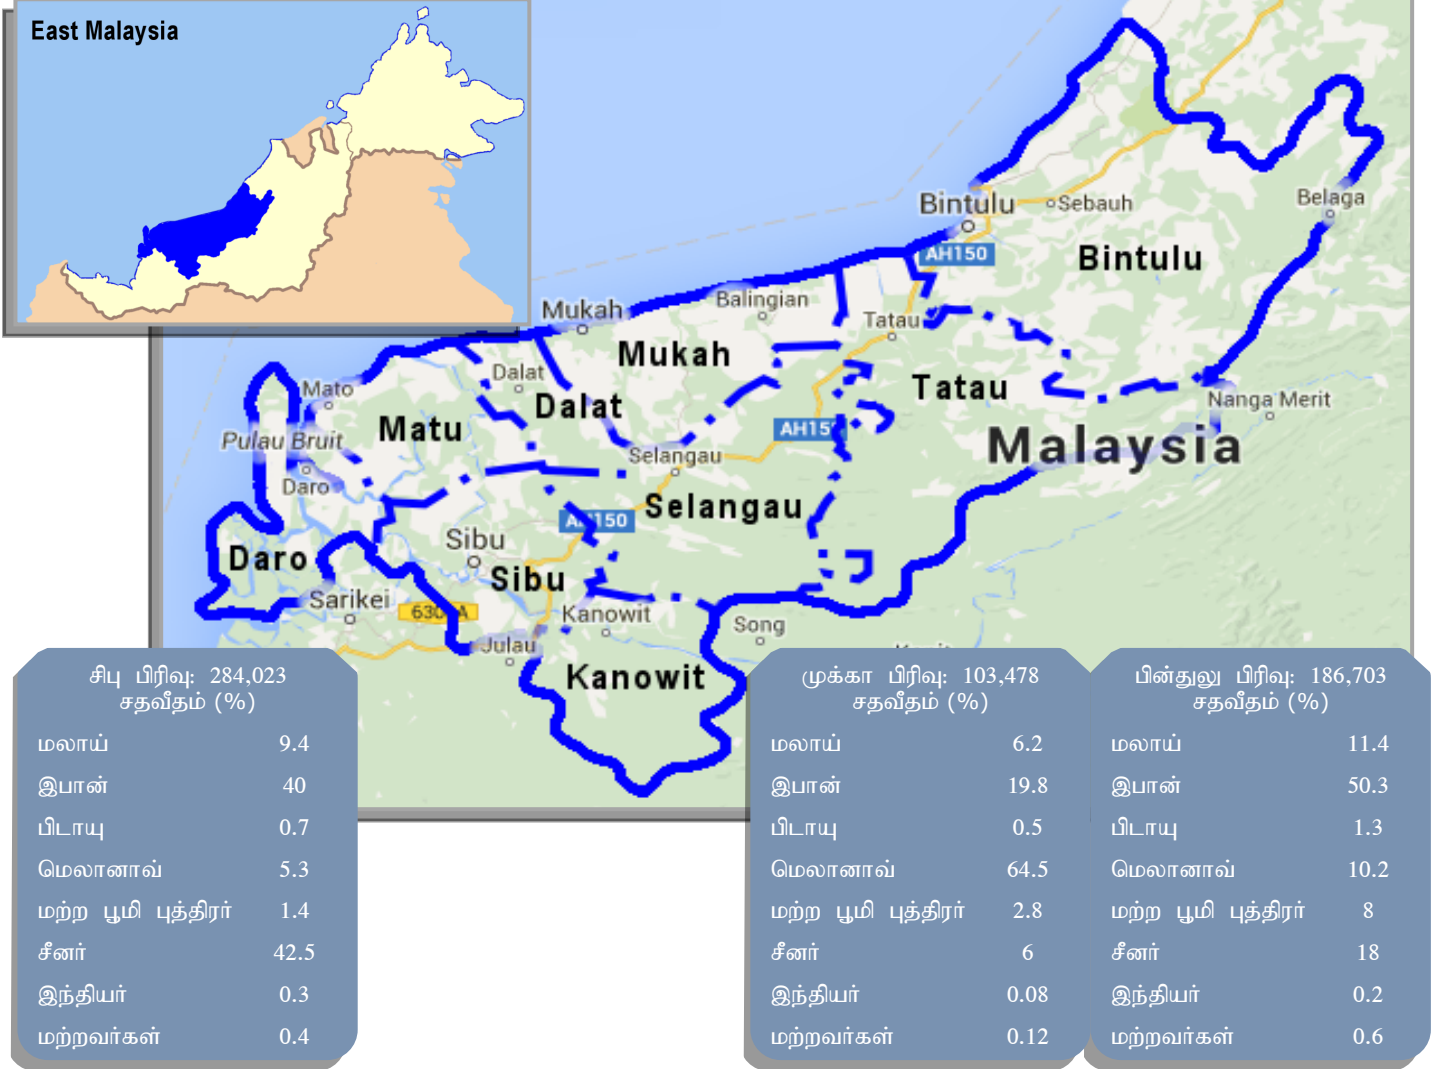 East Malaysia
Bintulu
Sebauh
Belaga
AH150
Bintulu
Mukah
Balingian
Tatau
Mukah
Mato
Dalat
Dalat
Tatau
Nanga Merit
Matu
AH15
Pulau Bruit
Malaysia
Selangau
Daro
Selangau
AH150
Sibu
Daro
Sibu
Sarikei
Kanowit
Song
Julau
Kanowit
சிபு பிரிவு: 284,023
சதவீதம் (%)
மலாய் 9.4
இபான் 40
பிடாயு 0.7
மெலானாவ் 5.3
மற்ற பூமி புத்திரர் 1.4
சீனர் 42.5
இந்தியர் 0.3
மற்றவர்கள் 0.4
முக்கா பிரிவு: 103,478
சதவீதம் (%)
மலாய் 6.2
இபான் 19.8
பிடாயு 0.5
மெலானாவ் 64.5
மற்ற பூமி புத்திரர் 2.8
சீனர் 6
இந்தியர் 0.08
மற்றவர்கள் 0.12
பின்துலு பிரிவு: 186,703
சதவீதம் (%)
மலாய் 11.4
இபான் 50.3
பிடாயு 1.3
மெலானாவ் 10.2
மற்ற பூமி புத்திரர் 8
சீனர் 18
இந்தியர் 0.2
மற்றவர்கள் 0.6